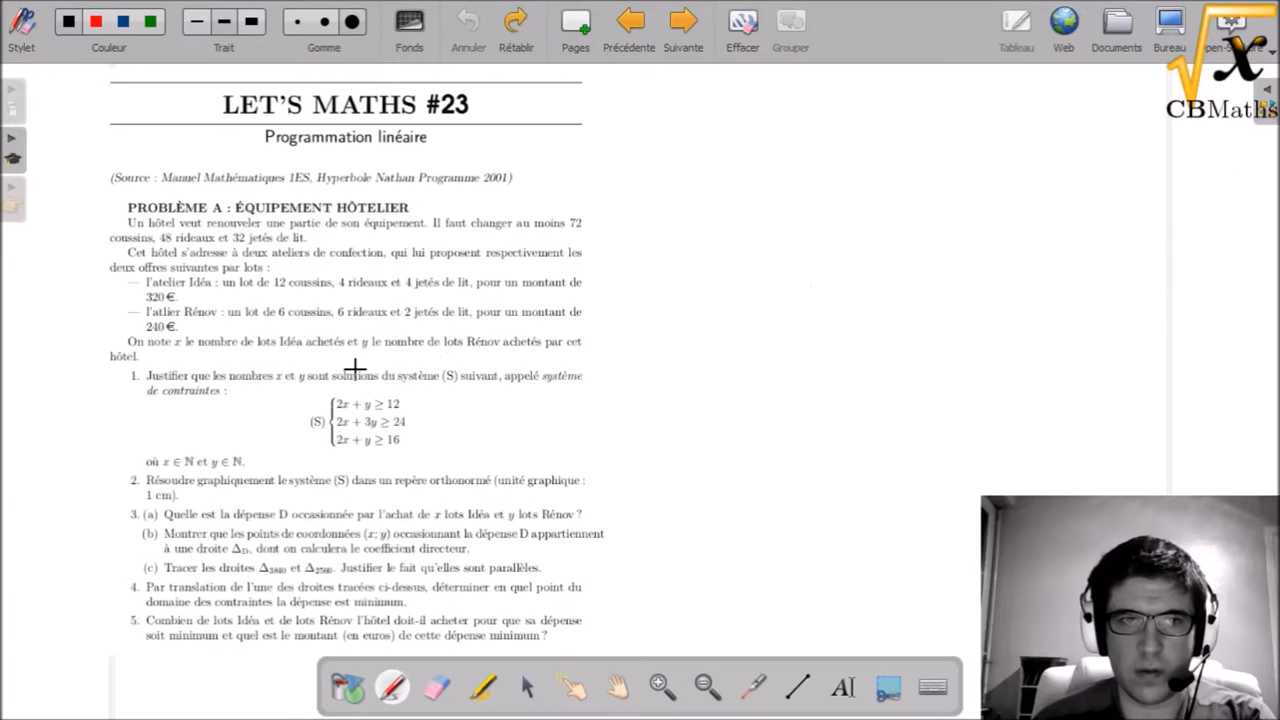 Stylet
Couleur
Trait
Gomme
Fonds
Annuler
Rétablir
Pages
Précédente
Suivante
Effacer
Grouper
Tableau
Web
Documents
Bureau
√x
CBMaths
LET'S MATHS #23
Programmation linéaire
(Source : Manuel Mathématiques 1ES, Hyperbole Nathan Programme 2001)
PROBLÈME A : ÉQUIPEMENT HÔTELIER
Un hôtel veut renouveler une partie de son équipement. Il faut changer au moins 72
coussins, 48 rideaux et 32 jetés de lit.
Cet hôtel s'adresse à deux ateliers de confection, qui lui proposent respectivement les
deux offres suivantes par lots :
— l'atelier Idéa : un lot de 12 coussins, 4 rideaux et 4 jetés de lit, pour un montant de
320 €.
— l'atlier Rénov : un lot de 6 coussins, 6 rideaux et 2 jetés de lit, pour un montant de
240 €.
On note x le nombre de lots Idéa achetés et y le nombre de lots Rénov achetés par cet
hôtel.
1. Justifier que les nombres x et y sont solutions du système (S) suivant, appelé système
de contraintes :
2x + y ≥ 12
(S) { 2x + 3y ≥ 24
2x + y ≥ 16
où x ∈ ℕ et y ∈ ℕ.
2. Résoudre graphiquement le système (S) dans un repère orthonormé (unité graphique :
1 cm).
3. (a) Quelle est la dépense D occasionnée par l'achat de x lots Idéa et y lots Rénov ?
(b) Montrer que les points de coordonnées (x; y) occasionnant la dépense D appartiennent
à une droite Δ_D, dont on calculera le coefficient directeur.
(c) Tracer les droites Δ₃₈₄₀ et Δ₂₅₆₀. Justifier le fait qu'elles sont parallèles.
4. Par translation de l'une des droites tracées ci-dessus, déterminer en quel point du
domaine des contraintes la dépense est minimum.
5. Combien de lots Idéa et de lots Rénov l'hôtel doit-il acheter pour que sa dépense
soit minimum et quel est le montant (en euros) de cette dépense minimum ?
AI